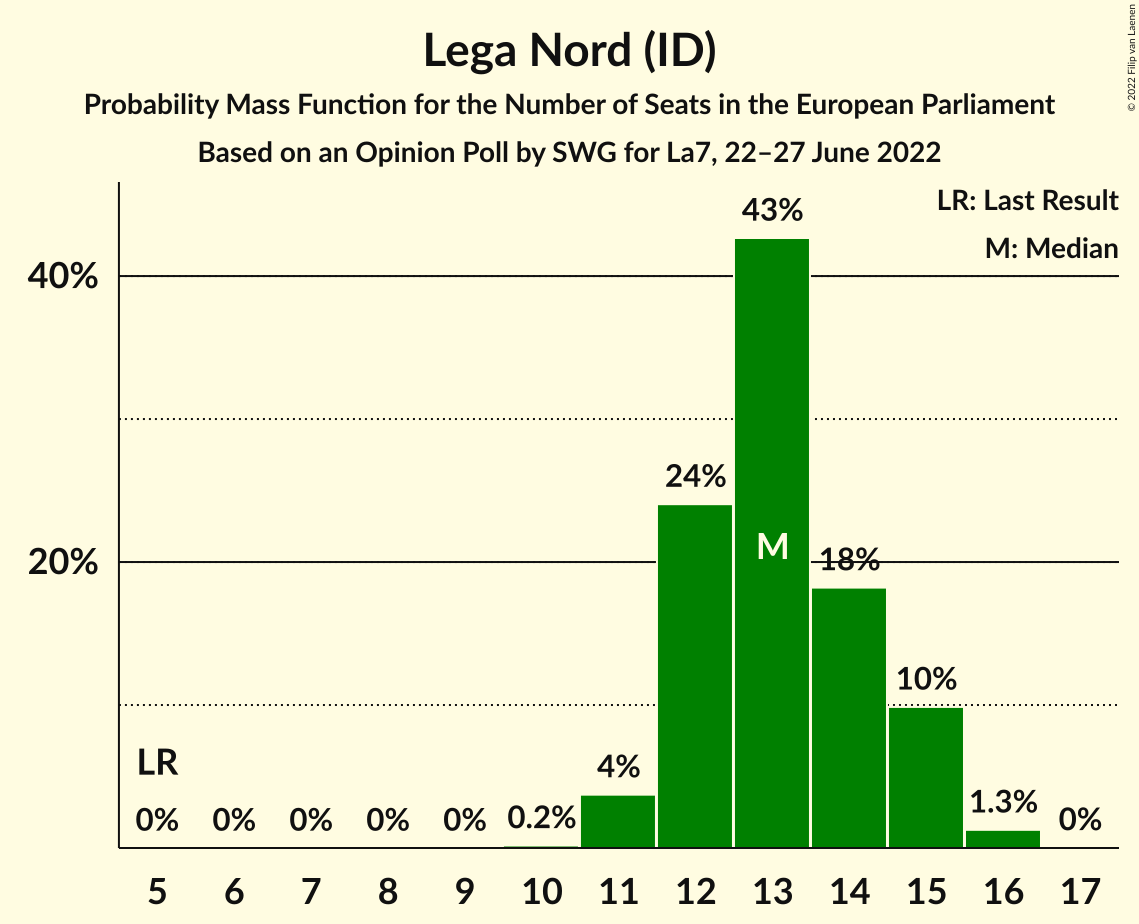 Lega Nord (ID)
Probability Mass Function for the Number of Seats in the European Parliament
Based on an Opinion Poll by SWG for La7, 22–27 June 2022
© 2022 Filip van Laenen
LR: Last Result
M: Median
40%
20%
LR
0%
0%
0%
0%
0%
0.2%
4%
24%
43%
M
18%
10%
1.3%
0%
5 6 7 8 9 10 11 12 13 14 15 16 17